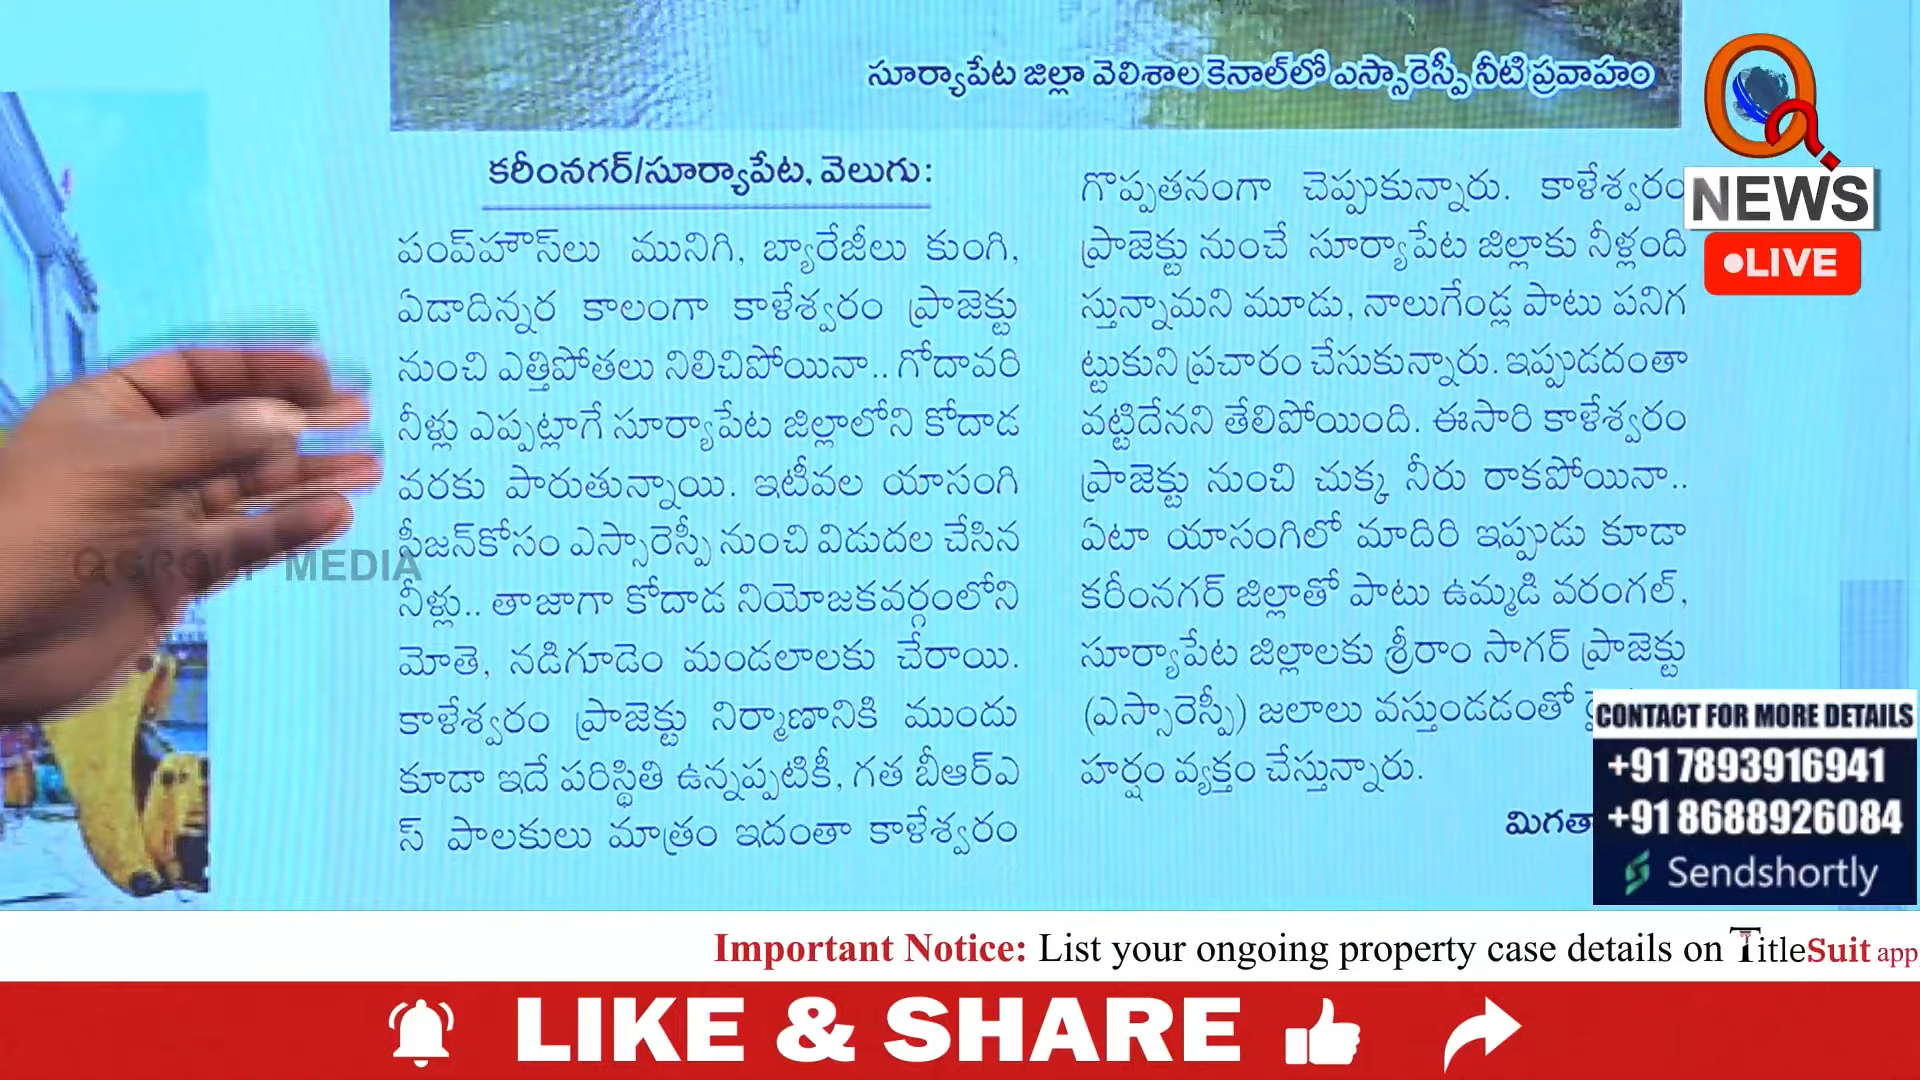 సూర్యాపేట జిల్లా వెలిశాల కెనాల్‌లో ఎస్సారెస్పీ నీటి ప్రవాహం
కరీంనగర్/సూర్యాపేట, వెలుగు:
పంప్‌హౌస్‌లు మునిగి, బ్యారేజీలు కుంగి,
ఏడాదిన్నర కాలంగా కాళేశ్వరం ప్రాజెక్టు
నుంచి ఎత్తిపోతలు నిలిచిపోయినా.. గోదావరి
నీళ్లు ఎప్పట్లాగే సూర్యాపేట జిల్లాలోని కోదాడ
వరకు పారుతున్నాయి. ఇటీవల యాసంగి
సీజన్‌కోసం ఎస్సారెస్పీ నుంచి విడుదల చేసిన
నీళ్లు.. తాజాగా కోదాడ నియోజకవర్గంలోని
మోతె, నడిగూడెం మండలాలకు చేరాయి.
కాళేశ్వరం ప్రాజెక్టు నిర్మాణానికి ముందు
కూడా ఇదే పరిస్థితి ఉన్నప్పటికీ, గత బీఆర్ఎ
స్ పాలకులు మాత్రం ఇదంతా కాళేశ్వరం
గొప్పతనంగా చెప్పుకున్నారు. కాళేశ్వరం
ప్రాజెక్టు నుంచే సూర్యాపేట జిల్లాకు నీళ్లంది
స్తున్నామని మూడు, నాలుగేండ్ల పాటు పనిగ
ట్టుకుని ప్రచారం చేసుకున్నారు. ఇప్పుడదంతా
వట్టిదేనని తేలిపోయింది. ఈసారి కాళేశ్వరం
ప్రాజెక్టు నుంచి చుక్క నీరు రాకపోయినా..
ఏటా యాసంగిలో మాదిరి ఇప్పుడు కూడా
కరీంనగర్ జిల్లాతో పాటు ఉమ్మడి వరంగల్,
సూర్యాపేట జిల్లాలకు శ్రీరాం సాగర్ ప్రాజెక్టు
(ఎస్సారెస్పీ) జలాలు వస్తుండడంతో
హర్షం వ్యక్తం చేస్తున్నారు.
మిగతా
Q GROUP MEDIA
NEWS
LIVE
CONTACT FOR MORE DETAILS
+91 7893916941
+91 8688926084
Sendshortly
Important Notice: List your ongoing property case details on TitleSuit app
LIKE & SHARE